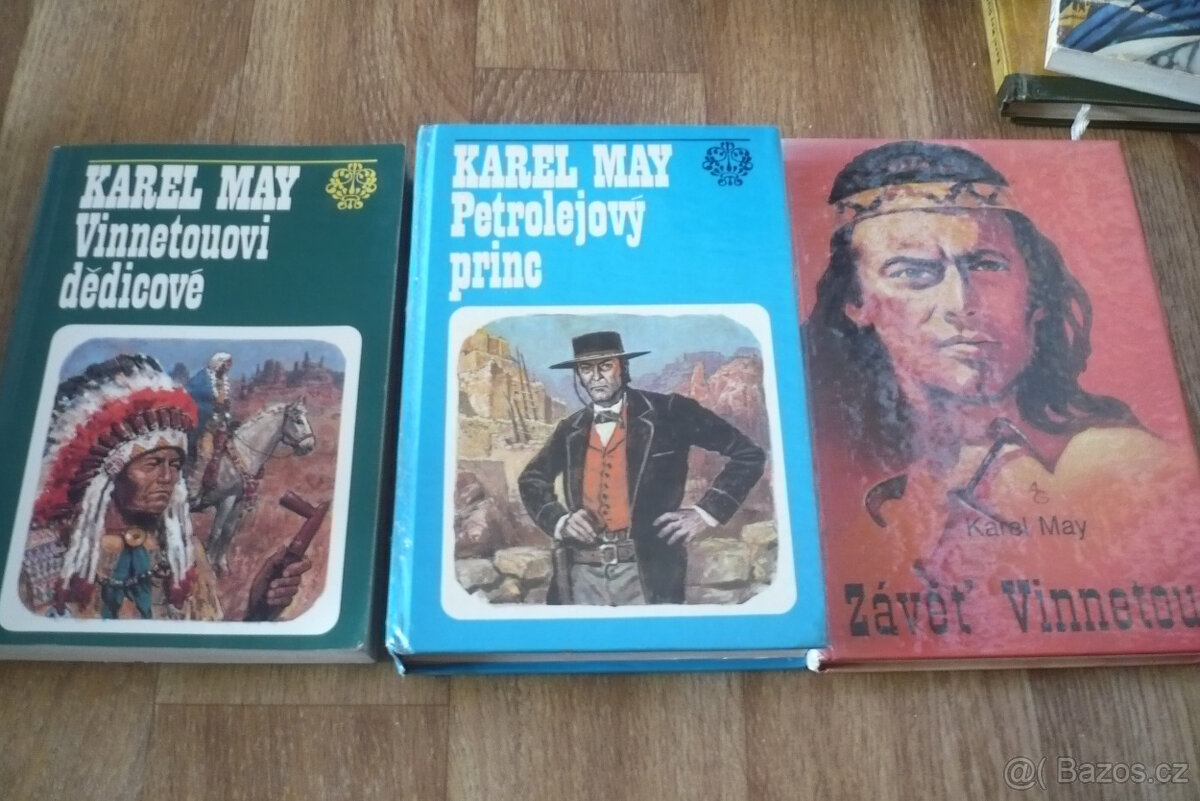 KAREL MAY
Vinnetouovi
dědicové
KAREL MAY
Petrolejový
princ
Karel May
Závěť Vinnetou
@( Bazos.cz